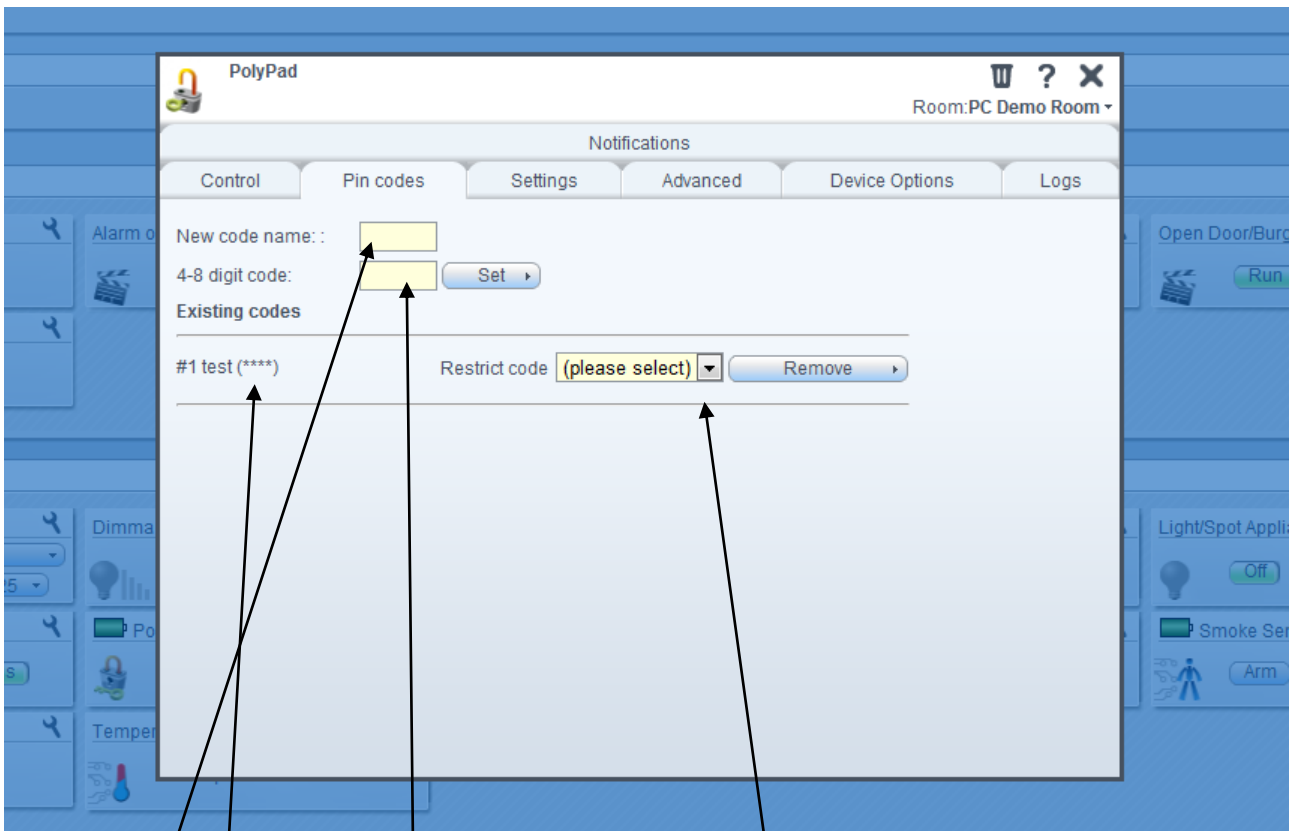 PolyPad
Room:PC Demo Room
Notifications
Control Pin codes Settings Advanced Device Options Logs
New code name: :
4-8 digit code: Set
Existing codes
#1 test (****) Restrict code (please select) Remove
Alarm o
Open Door/Burg
Run
Dimma
Light/Spot Applia
25
Off
Po
Smoke Ser
s
Arm
Temper